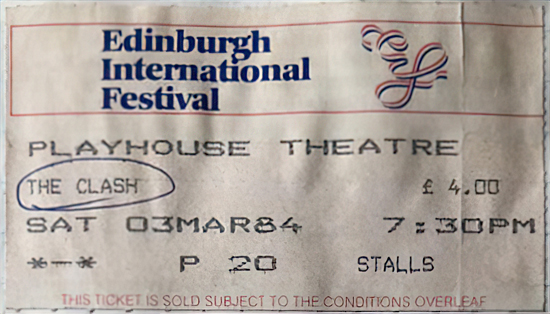 Edinburgh
International
Festival
PLAYHOUSE THEATRE
THE CLASH £ 4.00
SAT 03MAR84 7:30PM
*-* P 20 STALLS
THIS TICKET IS SOLD SUBJECT TO THE CONDITIONS OVERLEAF